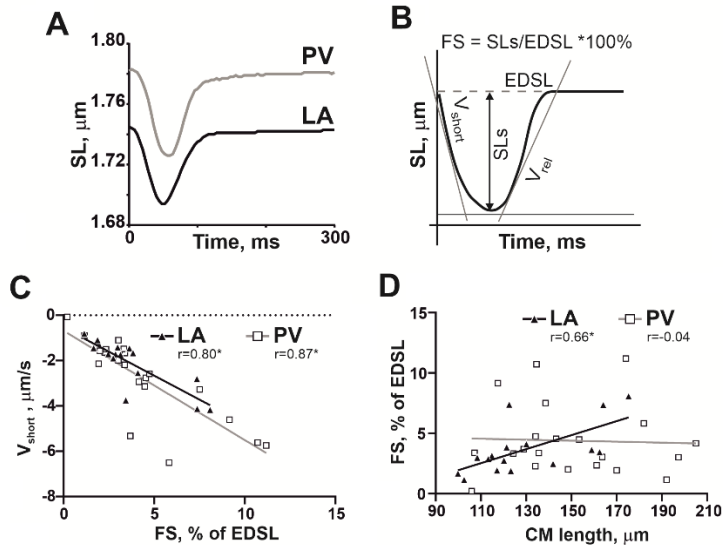 A
1.80
1.76
1.72
1.68
SL, μm
PV
LA
0
300
Time, ms
B
FS = SLs/EDSL *100%
EDSL
Vshort
SLs
Vrel
SL, μm
Time, ms
C
0
-2
-4
-6
-8
Vshort , μm/s
LA
r=0.80*
PV
r=0.87*
0
5
10
15
FS, % of EDSL
D
15
10
5
0
FS, % of EDSL
LA
r=0.66*
PV
r=-0.04
90
110
130
150
170
190
210
CM length, μm